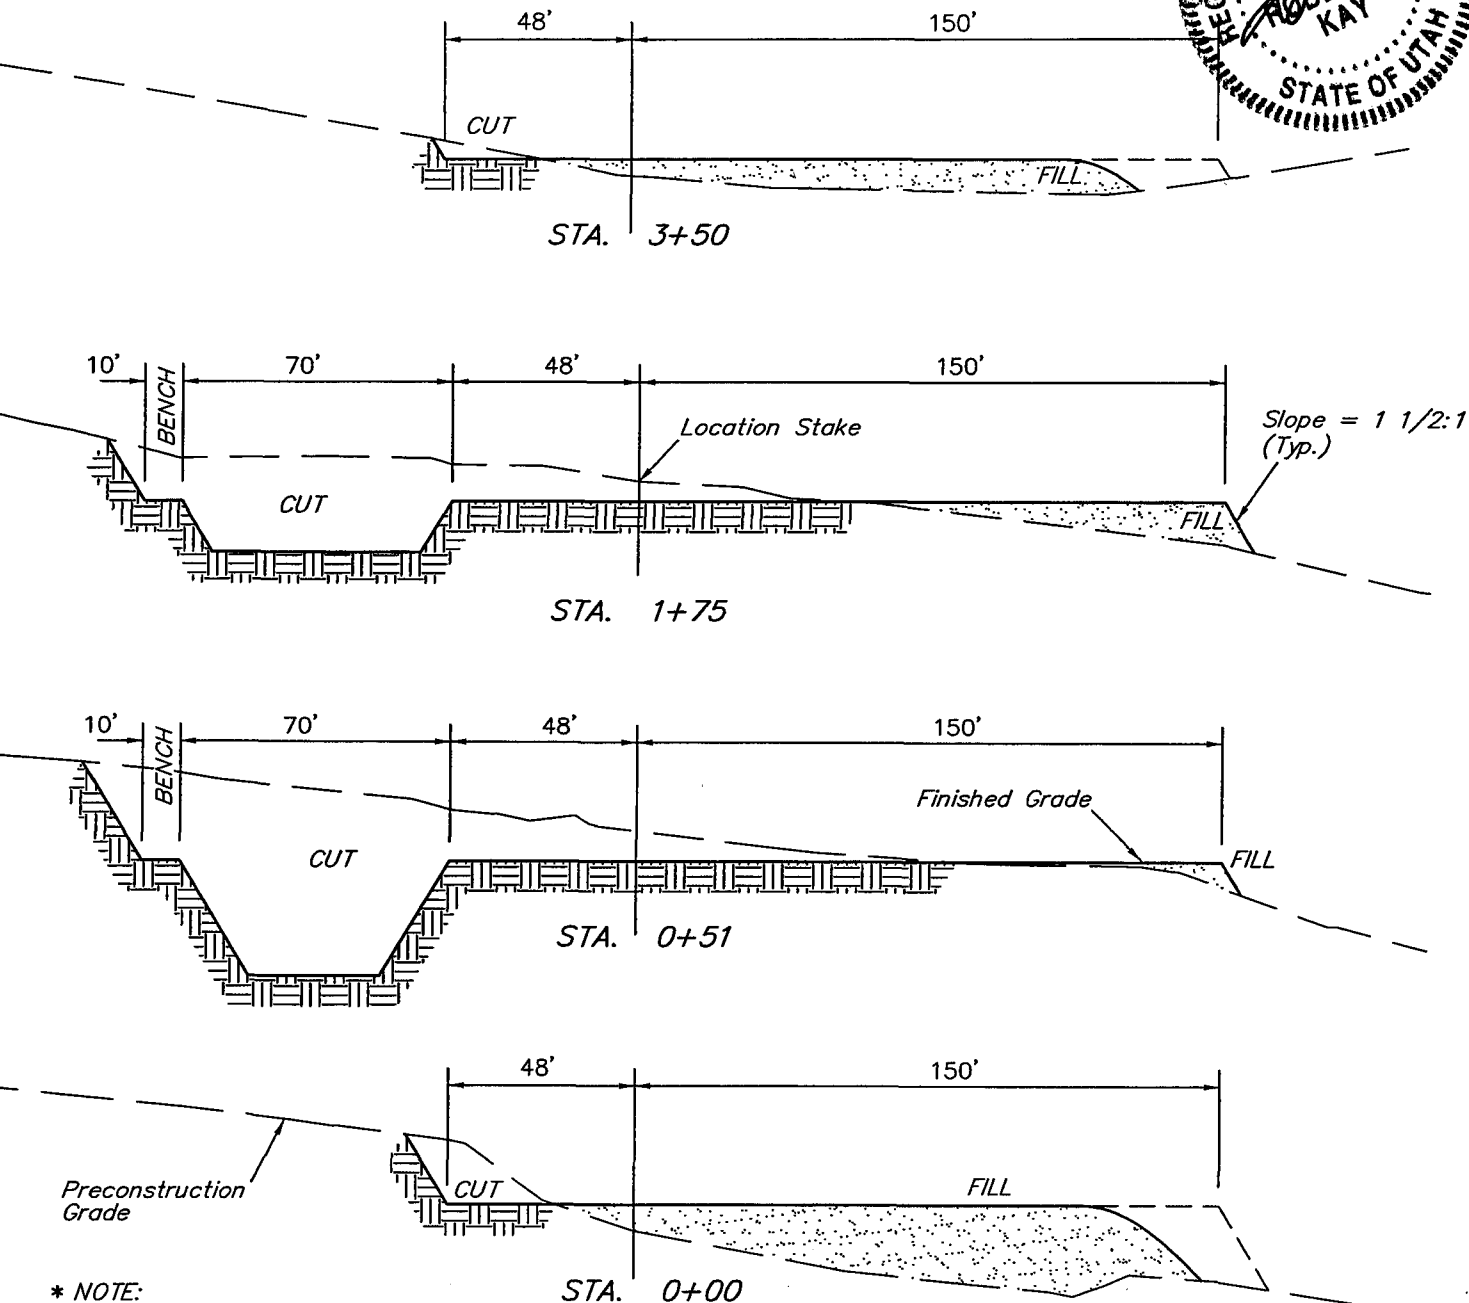 48'
150'
KAY
STATE OF UTAH
CUT
FILL
STA. 3+50
10'
BENCH
70'
48'
150'
Location Stake
Slope = 1 1/2:1
(Typ.)
CUT
FILL
STA. 1+75
10'
BENCH
70'
48'
150'
Finished Grade
CUT
FILL
STA. 0+51
48'
150'
Preconstruction
Grade
CUT
FILL
* NOTE:
STA. 0+00